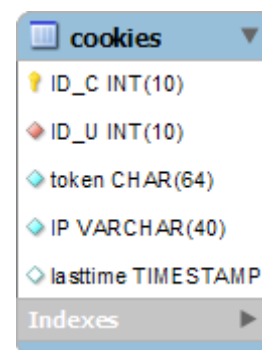 cookies
ID_C INT(10)
ID_U INT(10)
token CHAR(64)
IP VARCHAR(40)
lasttime TIMESTAMP
Indexes